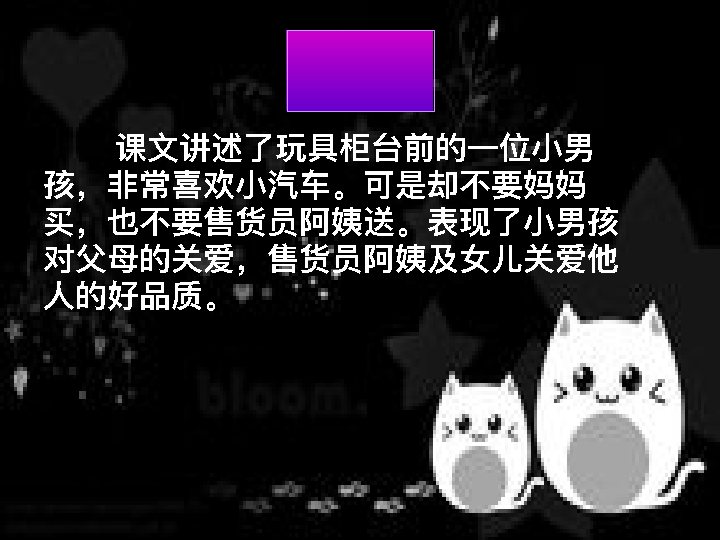 课文讲述了玩具柜台前的一位小男
孩，非常喜欢小汽车。可是却不要妈妈
买，也不要售货员阿姨送。表现了小男孩
对父母的关爱，售货员阿姨及女儿关爱他
人的好品质。
bloom.